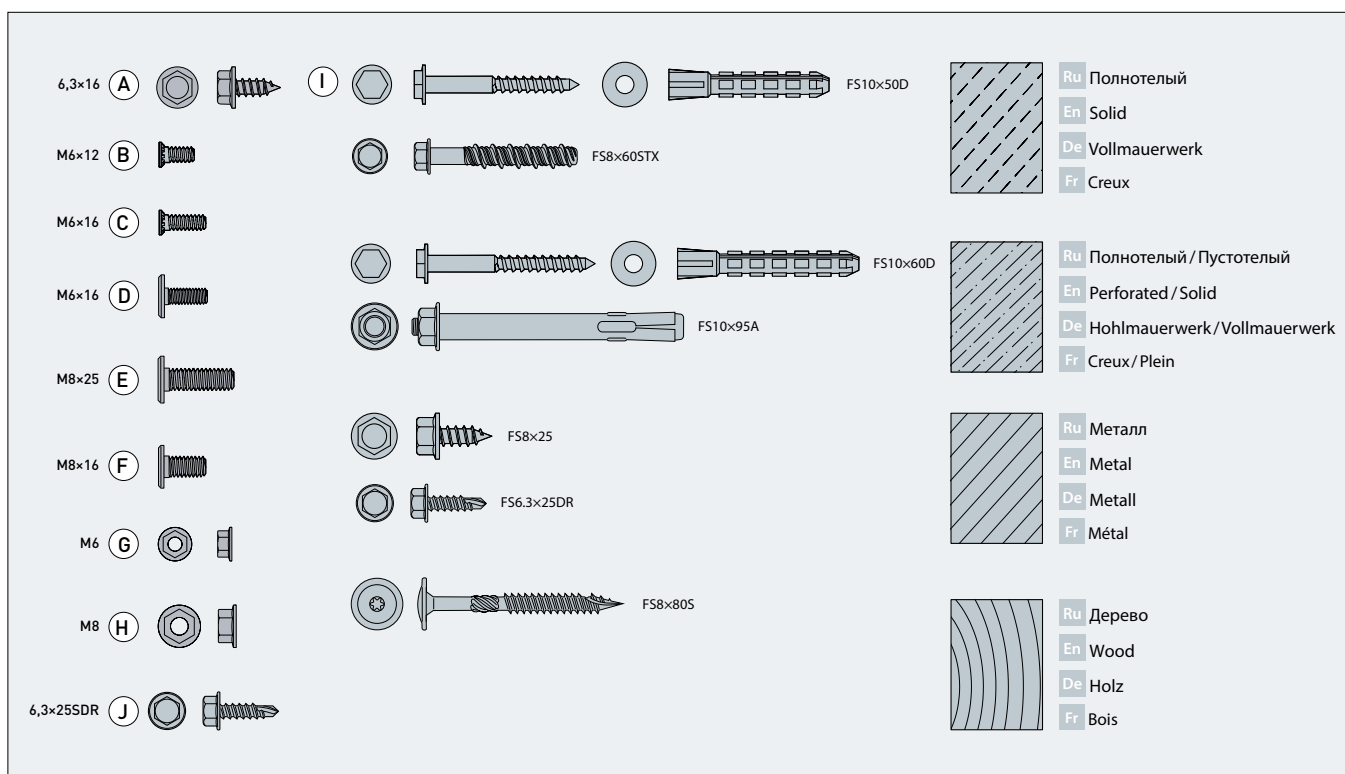 6,3×16 A
M6×12 B
M6×16 C
M6×16 D
M8×25 E
M8×16 F
M6 G
M8 H
6,3×25SDR J
I
FS10×50D
FS8×60STX
FS10×60D
FS10×95A
FS8×25
FS6.3×25DR
FS8×80S
Ru Полнотелый
En Solid
De Vollmauerwerk
Fr Creux
Ru Полнотелый / Пустотелый
En Perforated / Solid
De Hohlmauerwerk / Vollmauerwerk
Fr Creux / Plein
Ru Металл
En Metal
De Metall
Fr Métal
Ru Дерево
En Wood
De Holz
Fr Bois